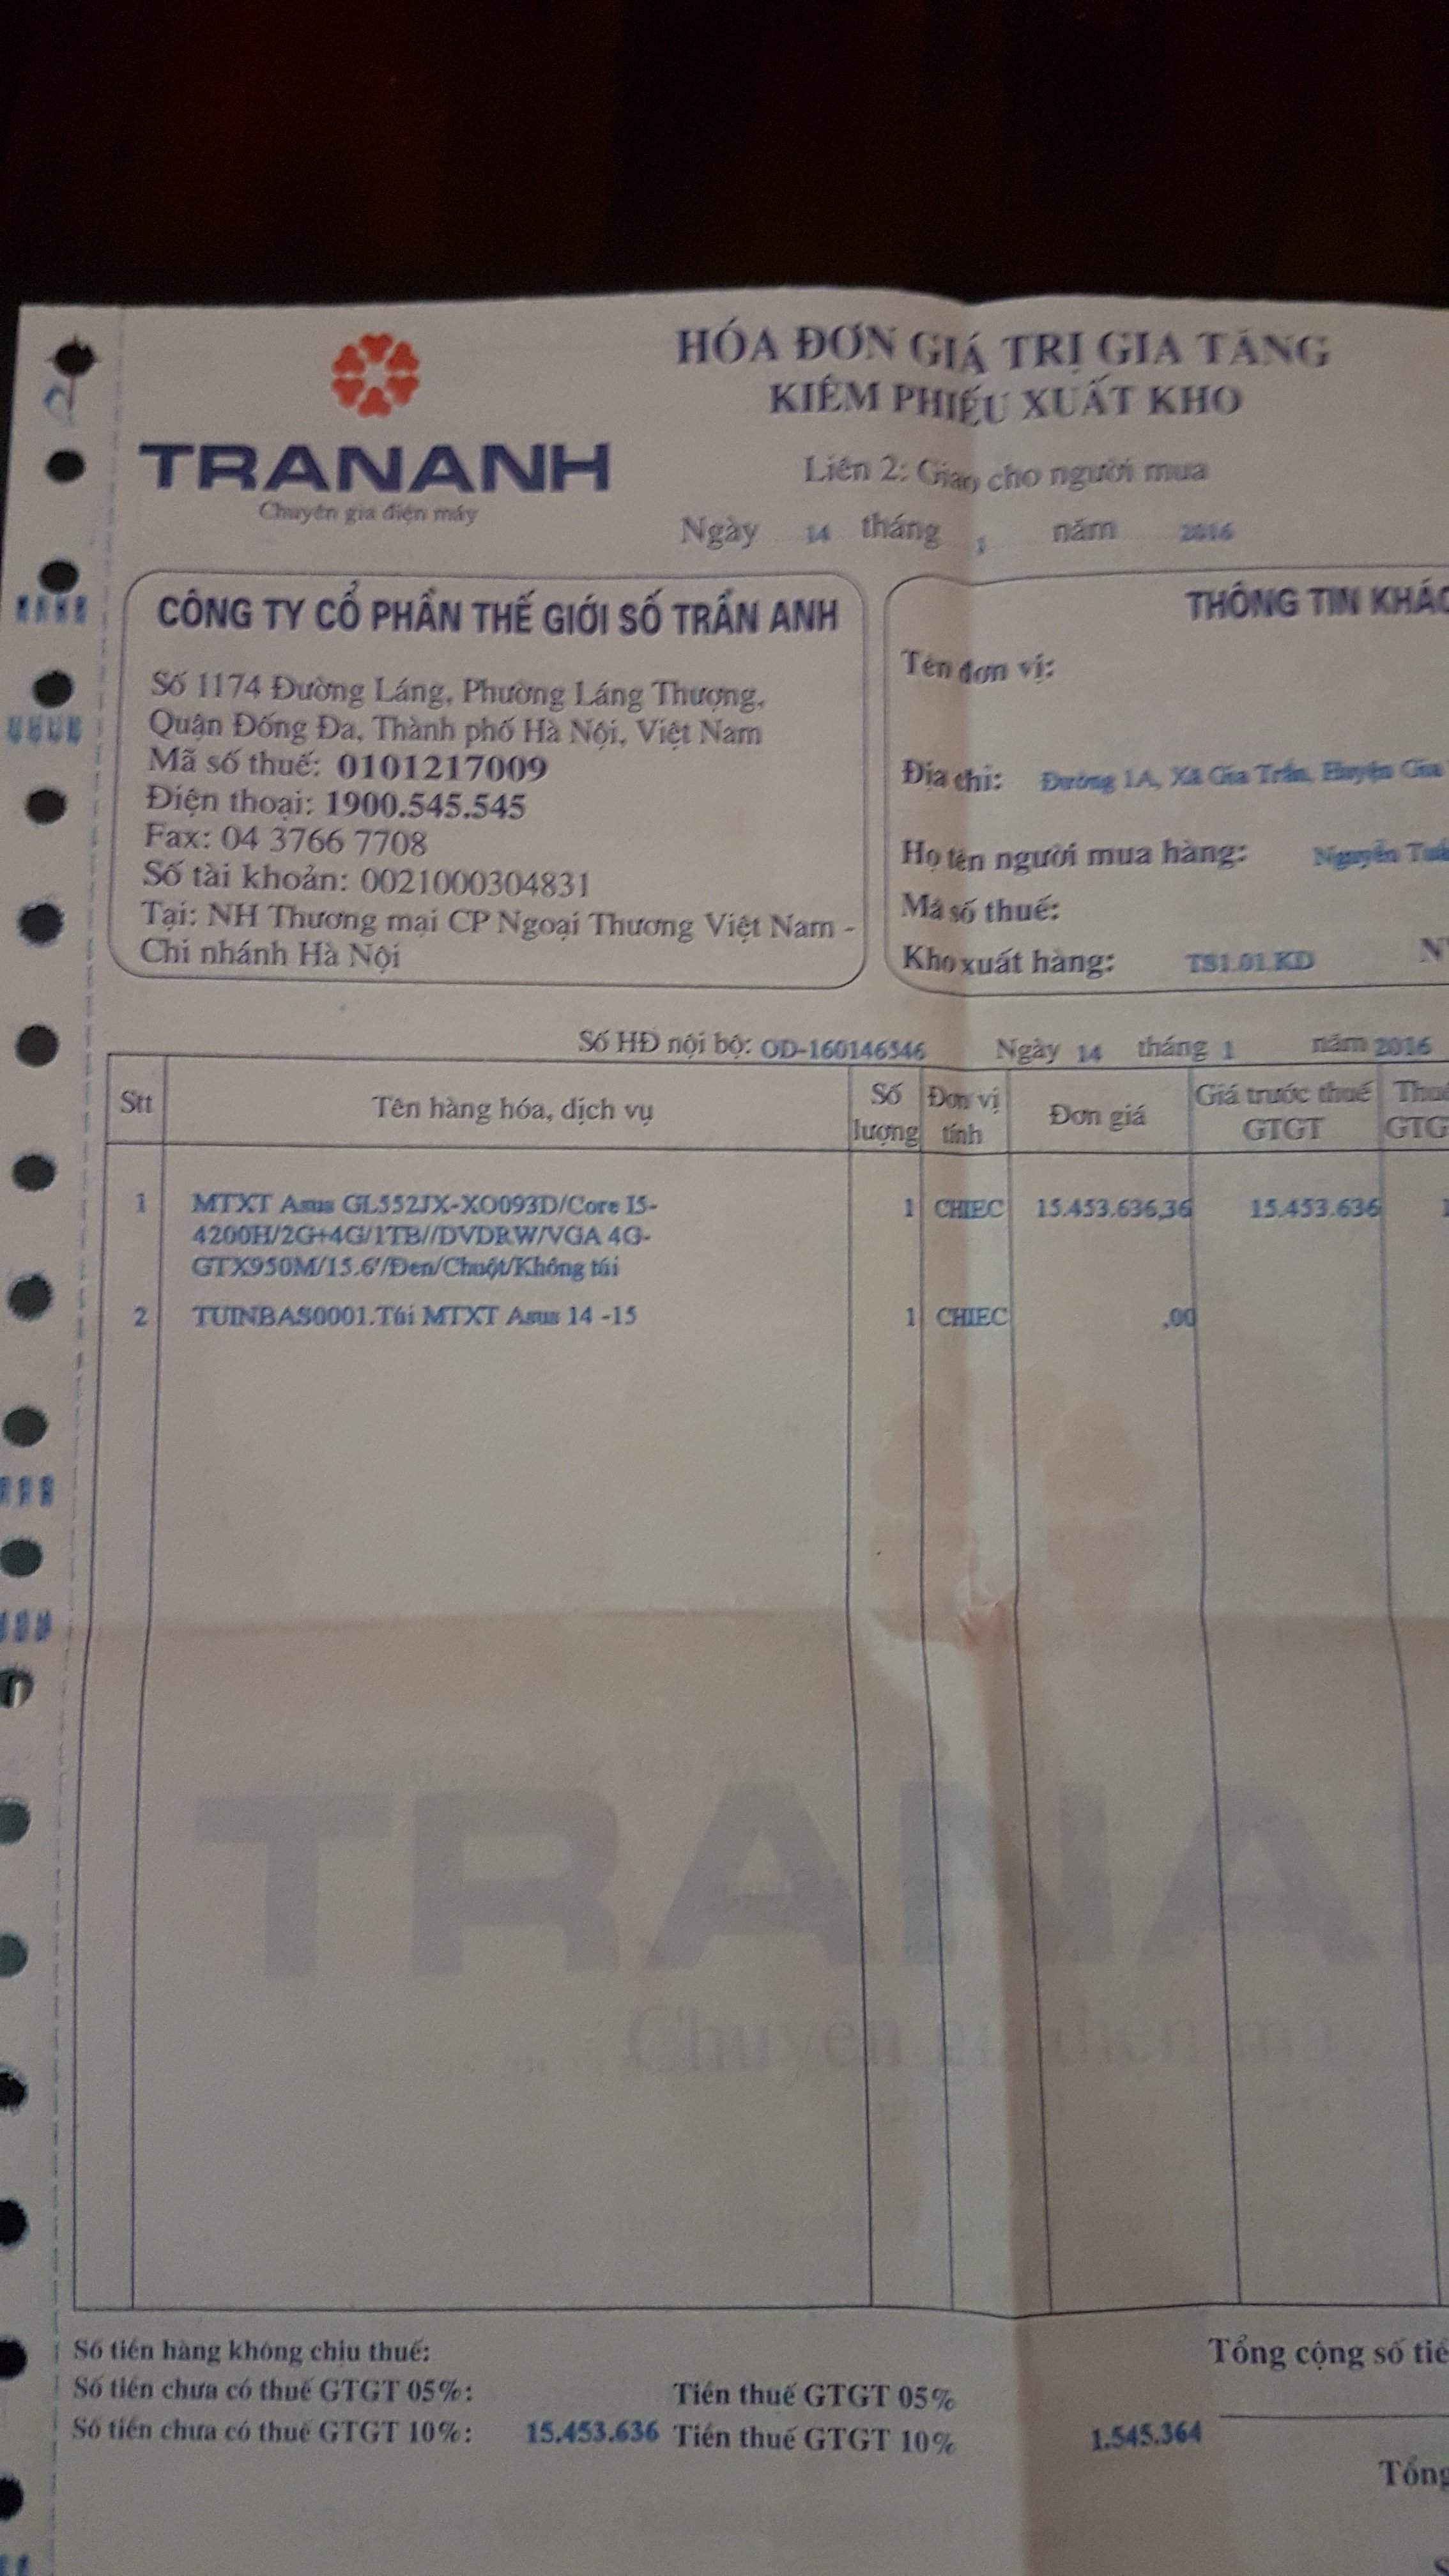 TRANANH
Chuyên gia điện máy
HÓA ĐƠN GIÁ TRỊ GIA TĂNG
KIÊM PHIẾU XUẤT KHO
Liên 2: Giao cho người mua
Ngày 14 tháng 1 năm 2016
CÔNG TY CỔ PHẦN THẾ GIỚI SỐ TRẦN ANH
Số 1174 Đường Láng, Phường Láng Thượng,
Quận Đống Đa, Thành phố Hà Nội, Việt Nam
Mã số thuế: 0101217009
Điện thoại: 1900.545.545
Fax: 04 3766 7708
Số tài khoản: 0021000304831
Tại: NH Thương mại CP Ngoại Thương Việt Nam -
Chi nhánh Hà Nội
THÔNG TIN
Tên đơn vị:
Địa chỉ: Đường 1A, Xã Gia Trấn, Huyện Gia
Họ tên người mua hàng: Nguyễn
Mã số thuế:
Kho xuất hàng: TS1.01.KD
Số HĐ nội bộ: OD-160146346 Ngày 14 tháng 1 năm 2016
Stt Tên hàng hóa, dịch vụ Số lượng Đơn vị tính Đơn giá Giá trước thuế GTGT
1 MTXT Asus GL552JX-XO093D/Core I5- 1 CHIEC 15.453.636,36 15.453.636
4200H/2G+4G/1TB//DVDRW/VGA 4G-
GTX950M/15.6'/Đen/Chuột/Không túi
2 TUINBAS0001.Túi MTXT Asus 14 -15 1 CHIEC ,00
Chuyên gia điện
Số tiền hàng không chịu thuế: Tổng cộng số
Số tiền chưa có thuế GTGT 05%: Tiền thuế GTGT 05%
Số tiền chưa có thuế GTGT 10%: 15.453.636 Tiền thuế GTGT 10% 1.545.364
Tổng